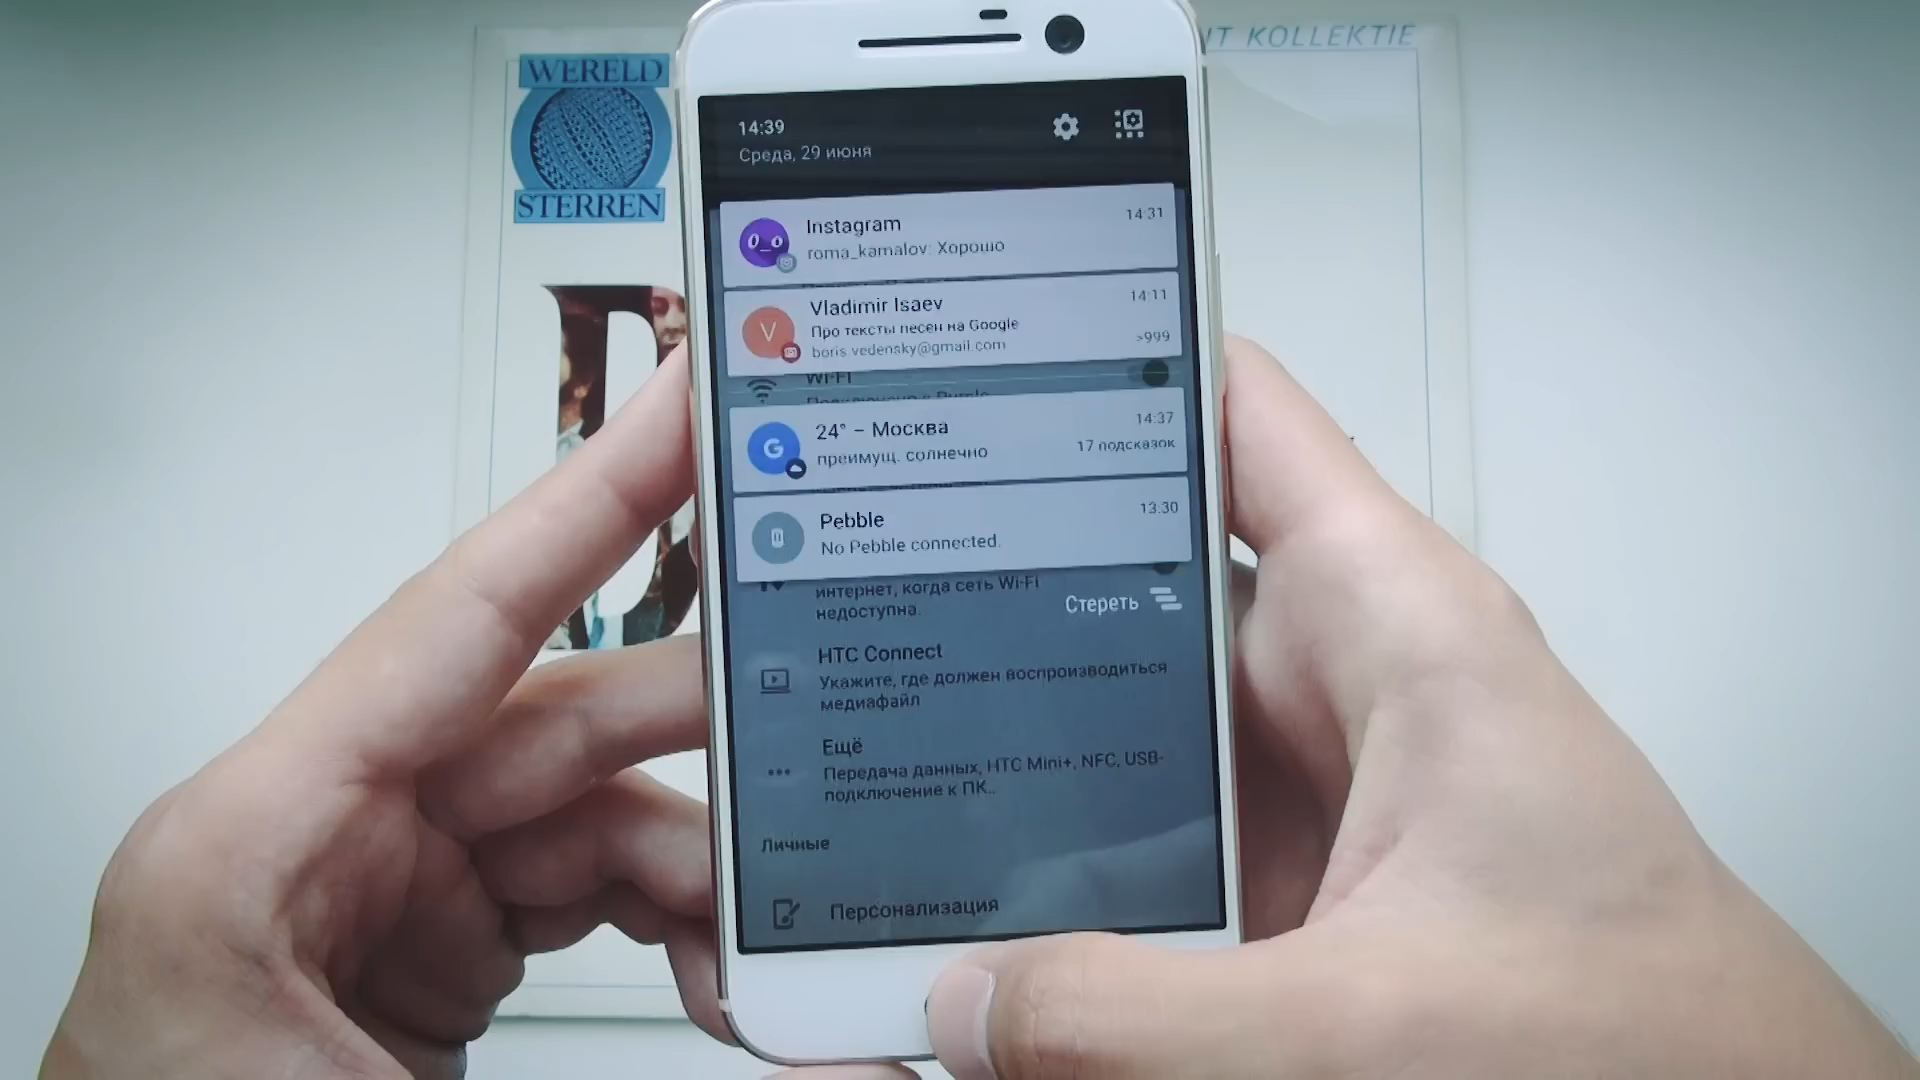 WERELD
STERREN
NT KOLLEKTIE
D
14:39
Среда, 29 июня
Instagram
14:31
roma_kamalov: Хорошо
Vladimir Isaev
14:11
Про тексты песен на Google
boris.vedensky@gmail.com
>999
Wi-Fi
Подключено к Purple
24° – Москва
14:37
преимущ. солнечно
17 подсказок
Pebble
13:30
No Pebble connected.
интернет, когда сеть Wi-Fi
недоступна.
Стереть
HTC Connect
Укажите, где должен воспроизводиться
медиафайл
Ещё
Передача данных, HTC Mini+, NFC, USB-
подключение к ПК..
Личные
Персонализация